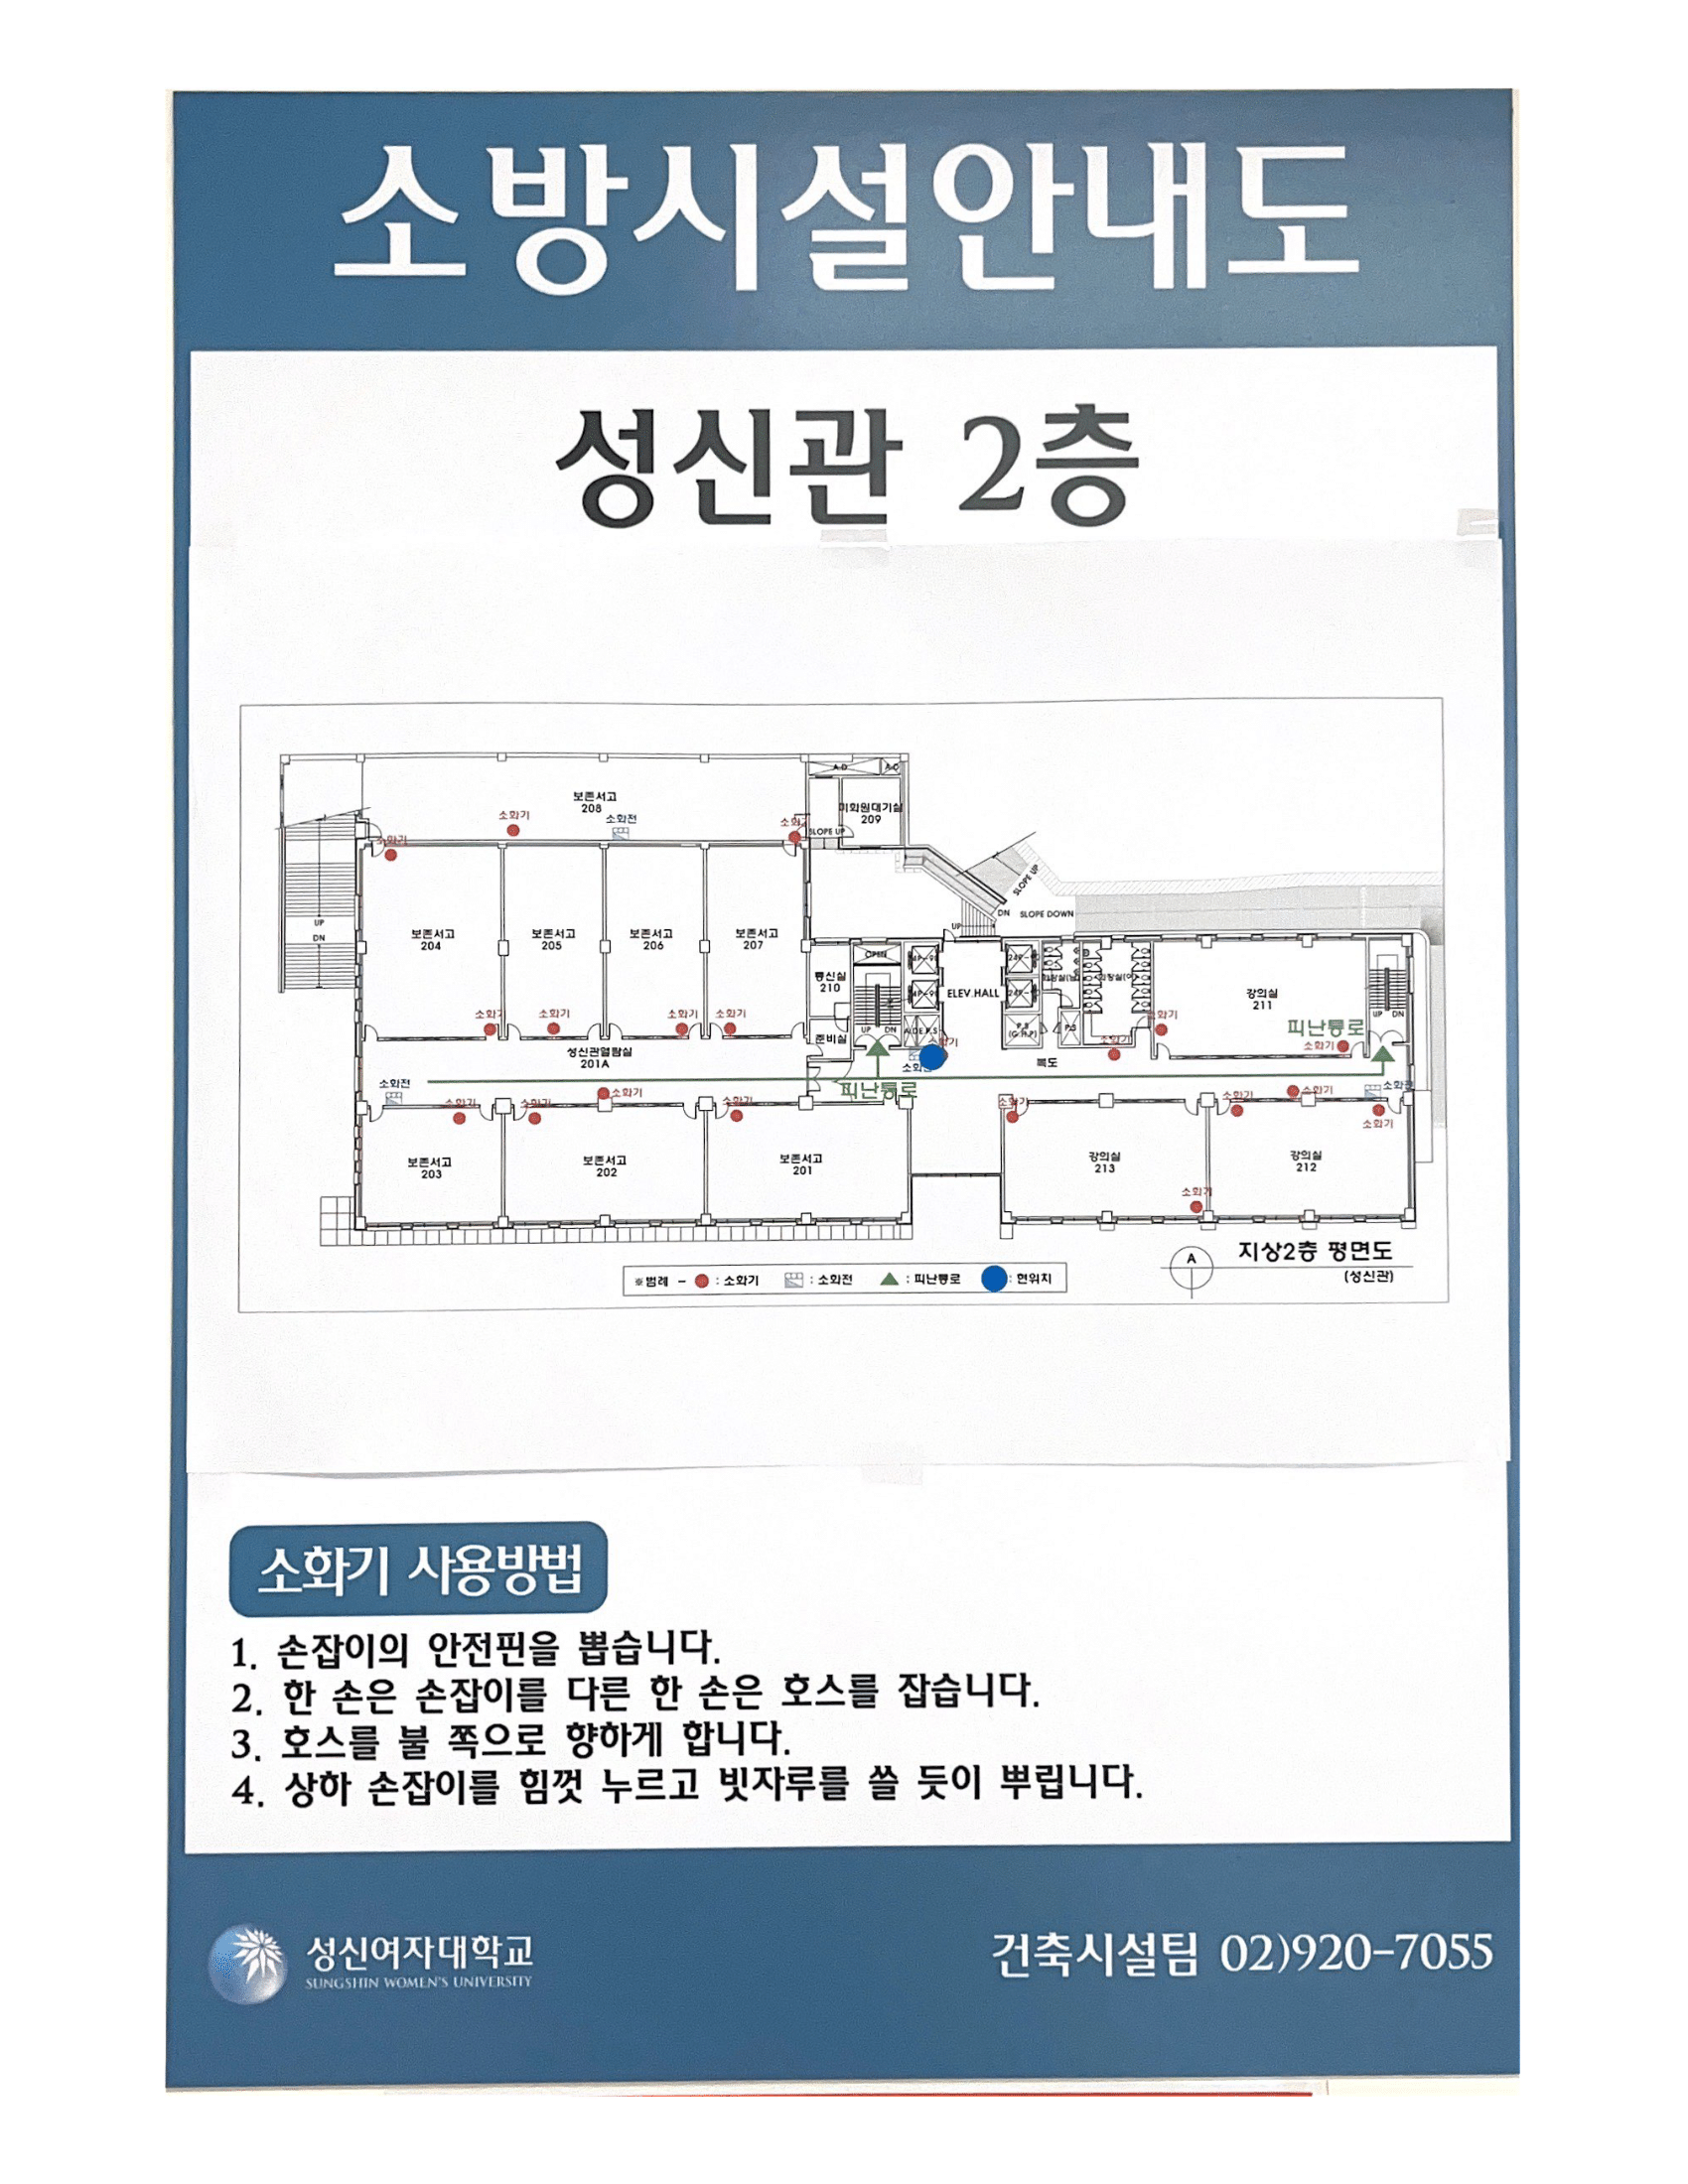 소방시설안내도
성신관 2층
A.D
보존서고
208
미화원대기실
209
소화기
소화전
SLOPE UP
소화기
SLOPE UP
DN
SLOPE DOWN
UP
UP
DN
보존서고
204
보존서고
205
보존서고
206
보존서고
207
통신실
210
OPEN
ELEV.HALL
강의실
211
소화기
소화기
소화기
소화기
소화기
UP
DN
UP
DN
피난통로
소화기
준비실
성신관열람실
201A
복도
소화기
소화전
소화전
피난통로
소화기
소화기
소화기
소화기
소화기
소화기
소화기
소화기
보존서고
203
보존서고
202
보존서고
201
강의실
213
강의실
212
소화기
지상2층 평면도
(성신관)
A
※범례 - : 소화기 : 소화전 : 피난통로 : 현위치
소화기 사용방법
1. 손잡이의 안전핀을 뽑습니다.
2. 한 손은 손잡이를 다른 한 손은 호스를 잡습니다.
3. 호스를 불 쪽으로 향하게 합니다.
4. 상하 손잡이를 힘껏 누르고 빗자루를 쓸 듯이 뿌립니다.
성신여자대학교
SUNGSHIN WOMEN'S UNIVERSITY
건축시설팀 02)920-7055